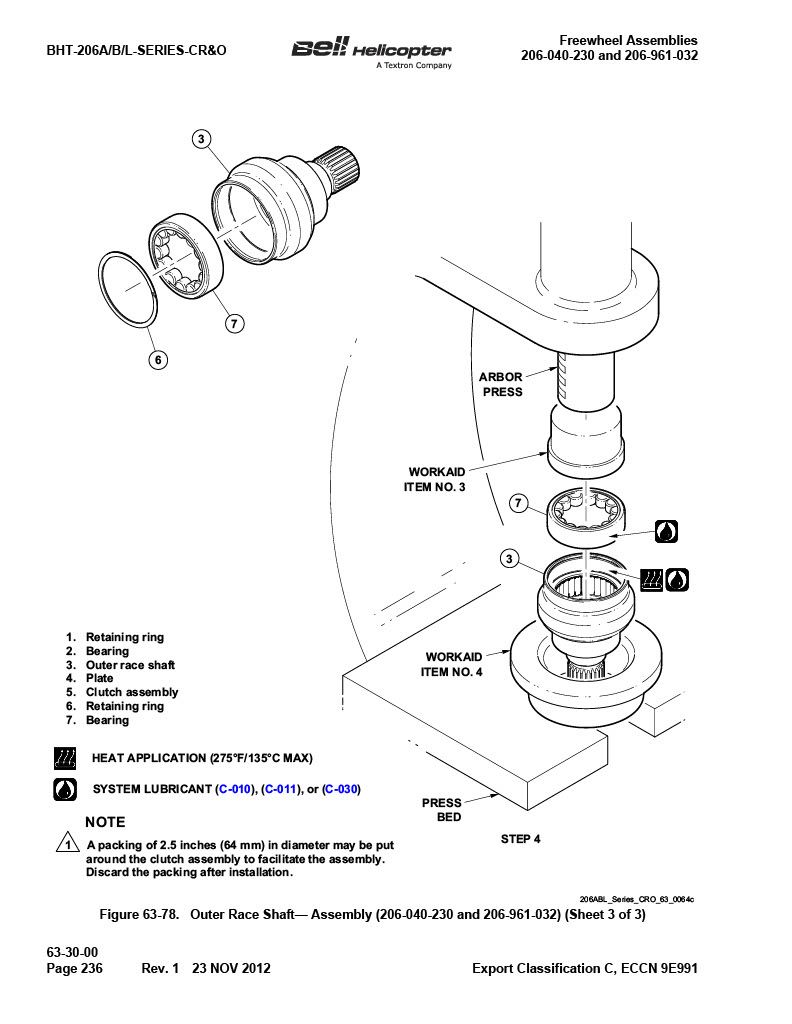 BHT-206A/B/L-SERIES-CR&O
Bell Helicopter
A Textron Company
Freewheel Assemblies
206-040-230 and 206-961-032
3
7
6
ARBOR
PRESS
WORKAID
ITEM NO. 3
7
3
WORKAID
ITEM NO. 4
1. Retaining ring
2. Bearing
3. Outer race shaft
4. Plate
5. Clutch assembly
6. Retaining ring
7. Bearing
HEAT APPLICATION (275°F/135°C MAX)
SYSTEM LUBRICANT (C-010), (C-011), or (C-030)
PRESS
BED
STEP 4
NOTE
1 A packing of 2.5 inches (64 mm) in diameter may be put
around the clutch assembly to facilitate the assembly.
Discard the packing after installation.
206ABL_Series_CRO_63_0064c
Figure 63-78. Outer Race Shaft— Assembly (206-040-230 and 206-961-032) (Sheet 3 of 3)
63-30-00
Page 236 Rev. 1 23 NOV 2012 Export Classification C, ECCN 9E991